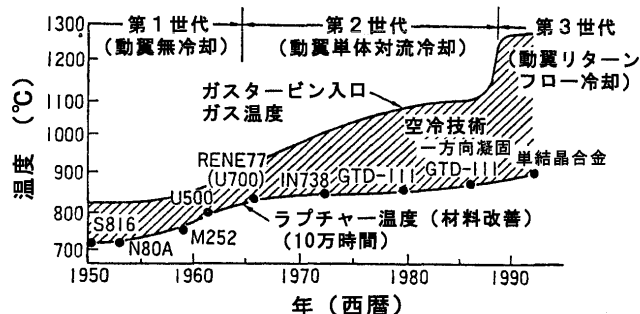 第1世代
(動翼無冷却)
第2世代
(動翼単体対流冷却)
第3世代
(動翼リターン
フロー冷却)
温度 (℃)
1300
1200
1100
1000
900
800
700
ガスタービン入口
ガス温度
空冷技術
一方向凝固
GTD-111
単結晶合金
RENE77
(U700)
IN738
GTD-111
U500
S816
N80A
M252
ラプチャー温度 (材料改善)
(10万時間)
1950
1960
1970
1980
1990
年 (西暦)